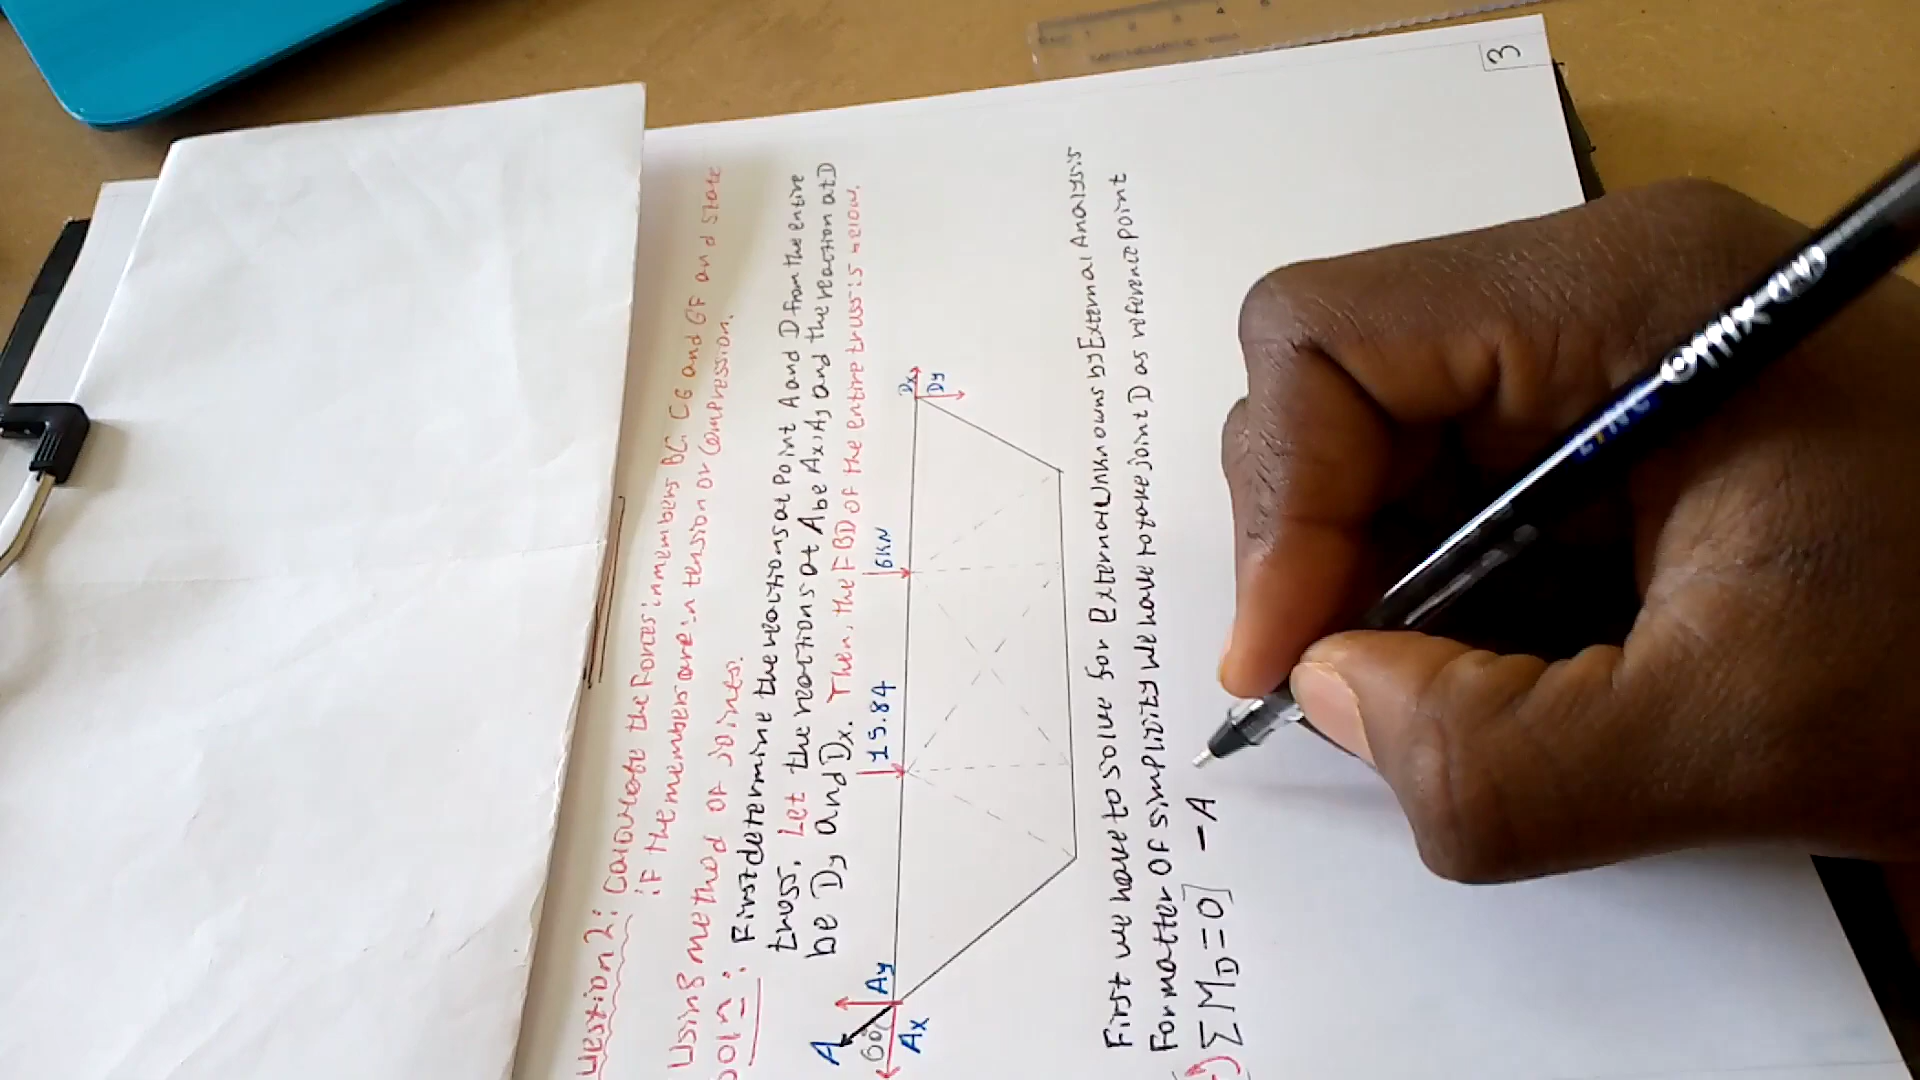 uestion 2: Calculate the Forces in members BC, CG and GF and state
if the members are in tension or compression.
Using method of joints.
Soln: First determine the reactions at Point A and D from the entire
truss. Let the reactions at A be Ax, Ay and the reaction at D
be Dy and Dx. Then, the FBD of the entire truss is below.
15.84
6KN
Dx
Dy
A
60°
Ay
Ax
First we have to solve for External Unknowns by External Analysis
For matter of simplicity we have to take joint D as reference point
∑MD=0] -A
3